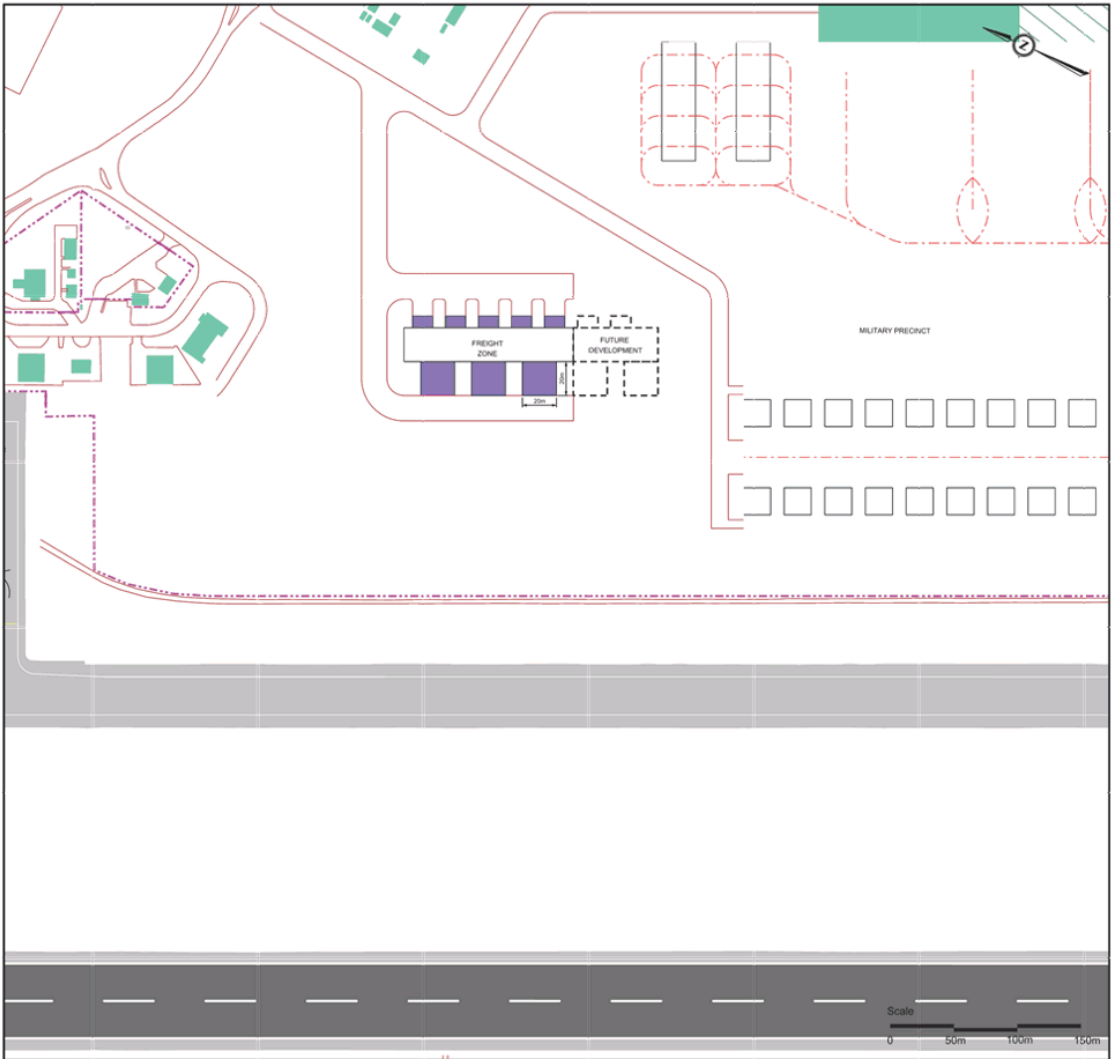 N
MILITARY PRECINCT
FREIGHT
ZONE
FUTURE
DEVELOPMENT
20m
20m
Scale
0 50m 100m 150m